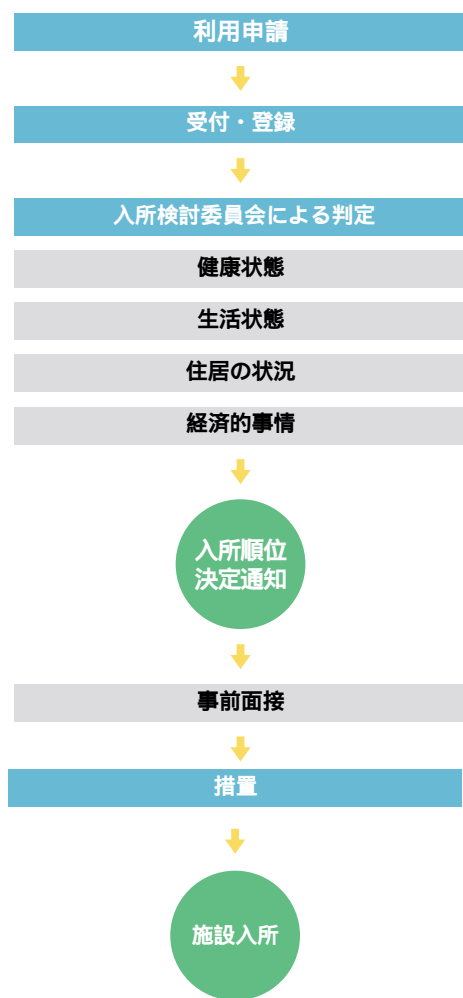 利用申請
受付・登録
入所検討委員会による判定
健康状態
生活状態
住居の状況
経済的事情
入所順位
決定通知
事前面接
措置
施設入所